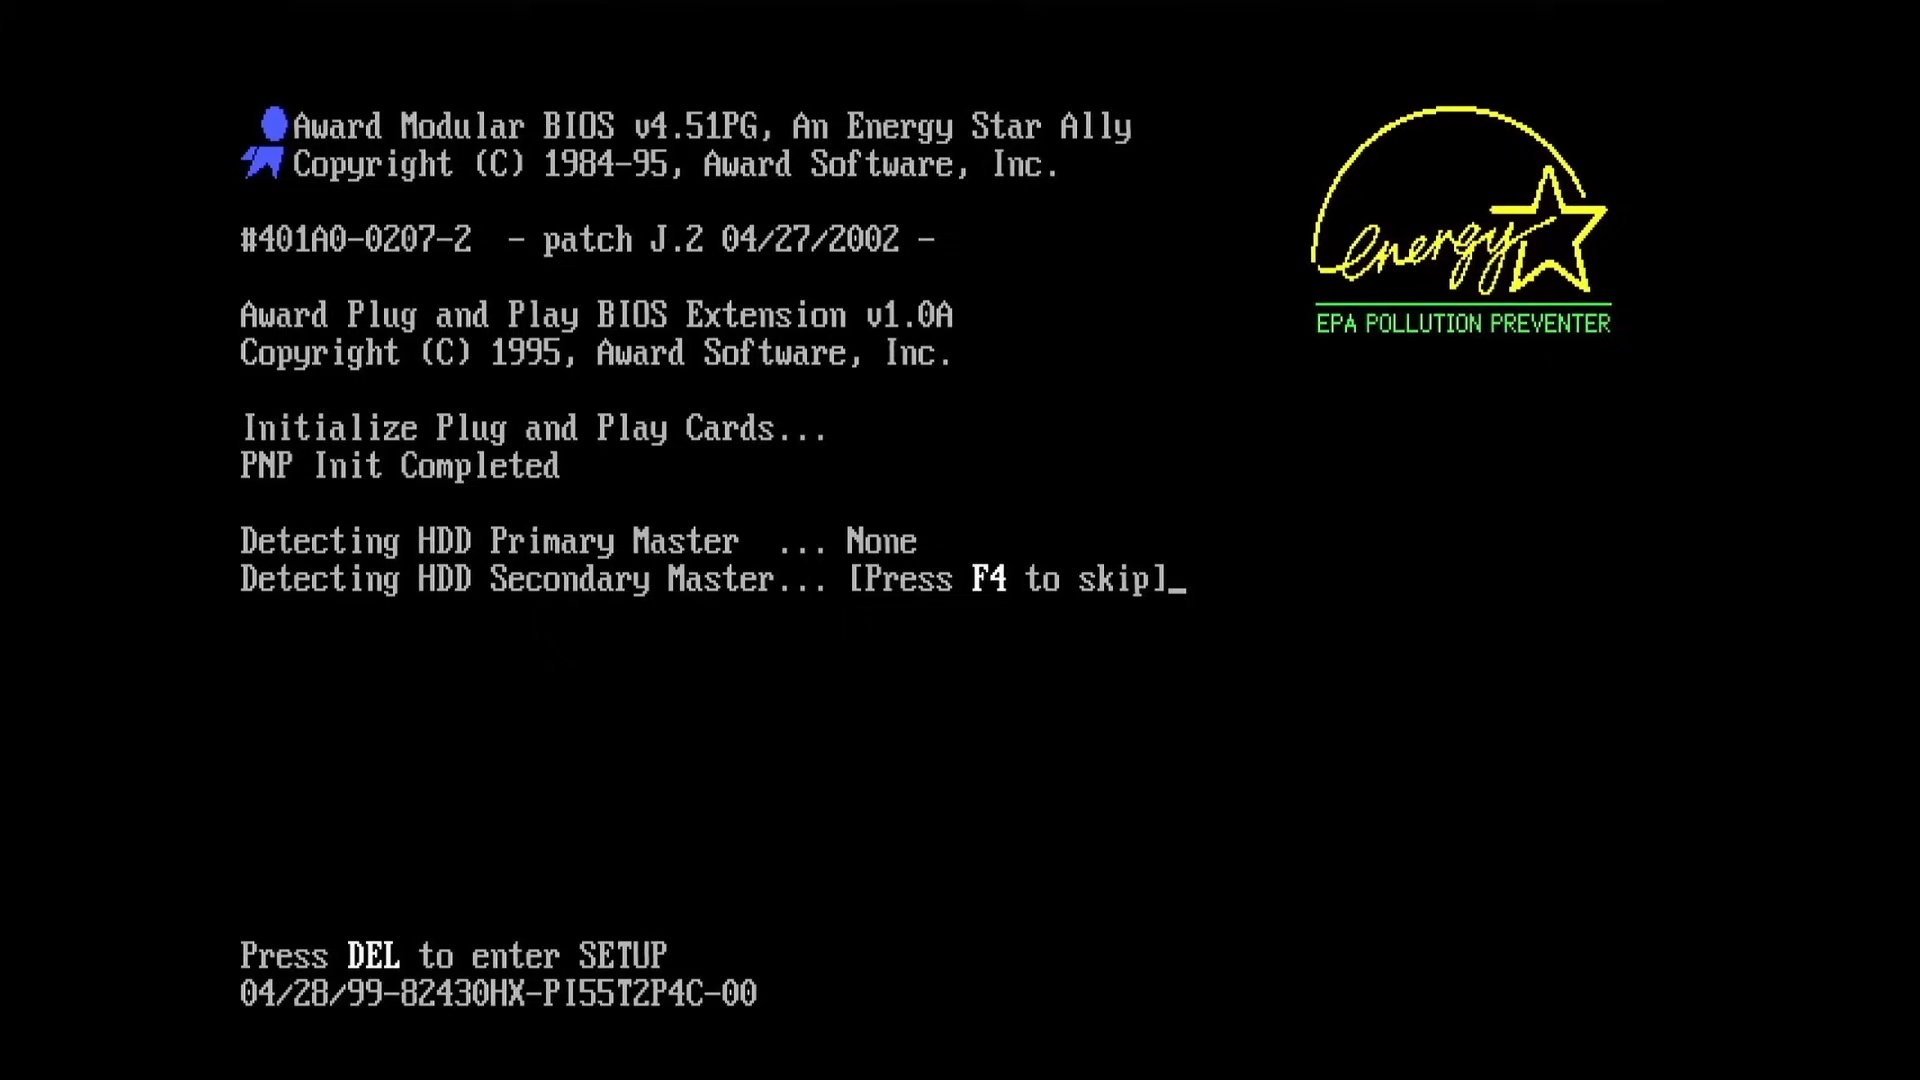 Award Modular BIOS v4.51PG, An Energy Star Ally
Copyright (C) 1984-95, Award Software, Inc.
energy
EPA POLLUTION PREVENTER
#401A0-0207-2  - patch J.2 04/27/2002 -
Award Plug and Play BIOS Extension v1.0A
Copyright (C) 1995, Award Software, Inc.
Initialize Plug and Play Cards...
PNP Init Completed
Detecting HDD Primary Master  ... None
Detecting HDD Secondary Master... [Press F4 to skip]_
Press DEL to enter SETUP
04/28/99-82430HX-PI55T2P4C-00